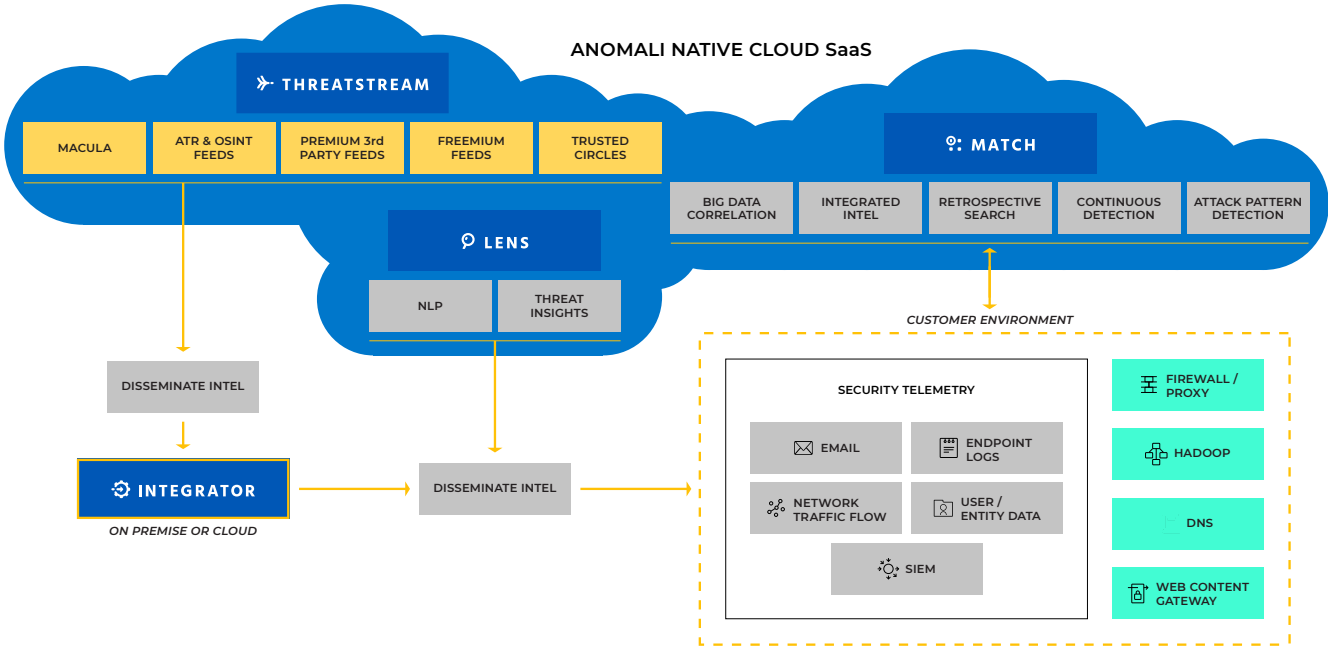 ANOMALI NATIVE CLOUD SaaS
THREATSTREAM
MACULA
ATR & OSINT
FEEDS
PREMIUM 3rd
PARTY FEEDS
FREEMIUM
FEEDS
TRUSTED
CIRCLES
MATCH
BIG DATA
CORRELATION
INTEGRATED
INTEL
RETROSPECTIVE
SEARCH
CONTINUOUS
DETECTION
ATTACK PATTERN
DETECTION
LENS
NLP
THREAT
INSIGHTS
DISSEMINATE INTEL
INTEGRATOR
ON PREMISE OR CLOUD
DISSEMINATE INTEL
CUSTOMER ENVIRONMENT
SECURITY TELEMETRY
EMAIL
ENDPOINT
LOGS
NETWORK
TRAFFIC FLOW
USER /
ENTITY DATA
SIEM
FIREWALL /
PROXY
HADOOP
DNS
WEB CONTENT
GATEWAY